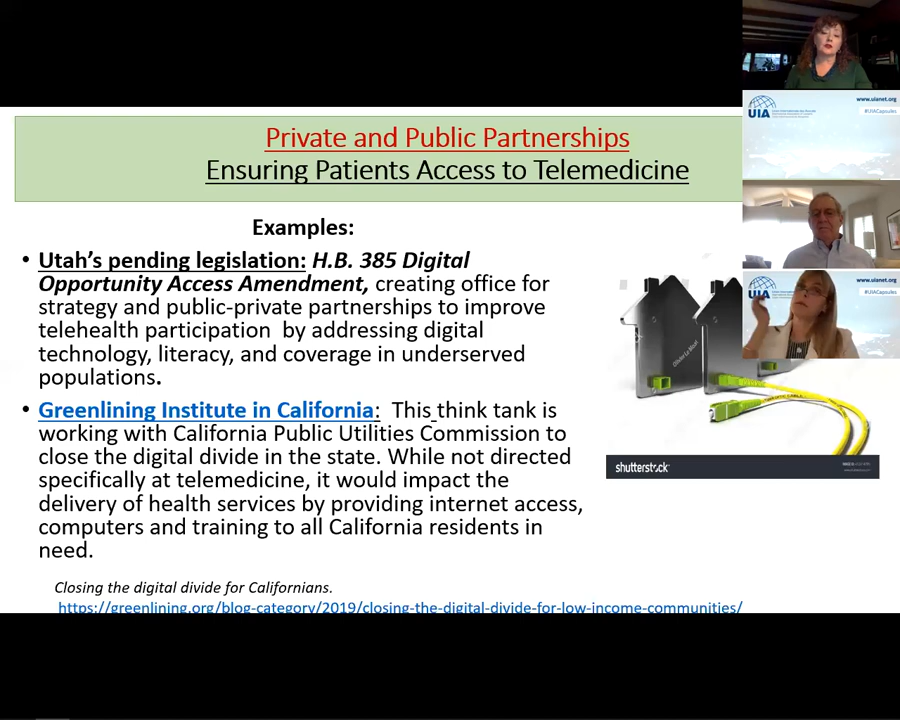 Private and Public Partnerships
Ensuring Patients Access to Telemedicine
Examples:
• Utah's pending legislation: H.B. 385 Digital
Opportunity Access Amendment, creating office for
strategy and public-private partnerships to improve
telehealth participation by addressing digital
technology, literacy, and coverage in underserved
populations.
• Greenlining Institute in California: This think tank is
working with California Public Utilities Commission to
close the digital divide in the state. While not directed
specifically at telemedicine, it would impact the
delivery of health services by providing internet access,
computers and training to all California residents in
need.
Closing the digital divide for Californians.
https://greenlining.org/blog-category/2019/closing-the-digital-divide-for-low-income-communities/
shutterstock
UIA
www.uianet.org
#UIACapsules
UIA
www.uianet.org
#UIACapsules